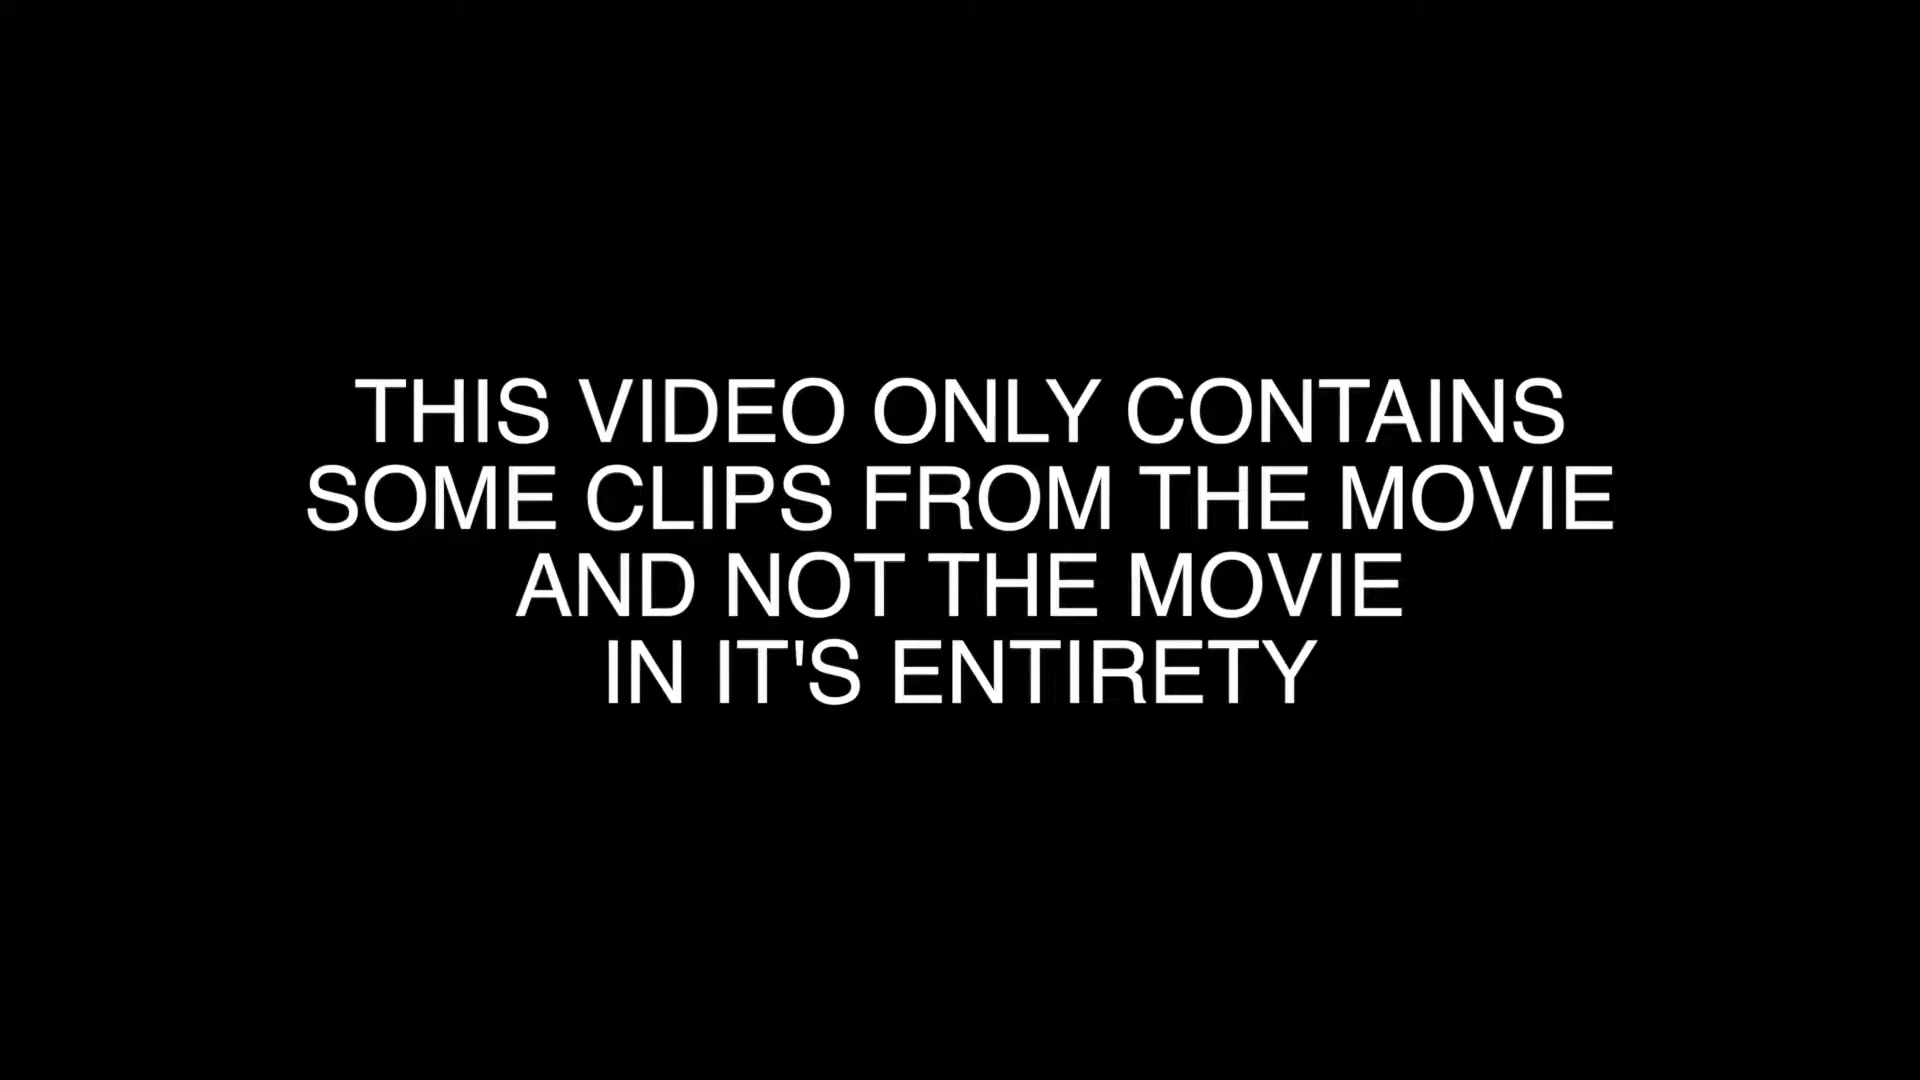 THIS VIDEO ONLY CONTAINS
SOME CLIPS FROM THE MOVIE
AND NOT THE MOVIE
IN IT'S ENTIRETY